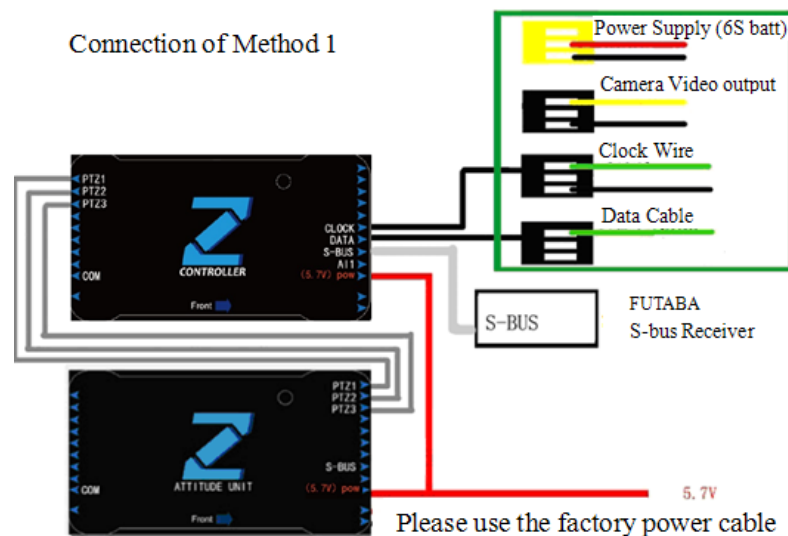 Connection of Method 1
Power Supply (6S batt)
Camera Video output
Clock Wire
Data Cable
PTZ1
PTZ2
PTZ3
COM
Z
CONTROLLER
Front
CLOCK
DATA
S-BUS
AI1
(5.7V) pow
S-BUS
FUTABA
S-bus Receiver
PTZ1
PTZ2
PTZ3
COM
Z
ATTITUDE UNIT
Front
S-BUS
(5.7V) pow
5.7V
Please use the factory power cable